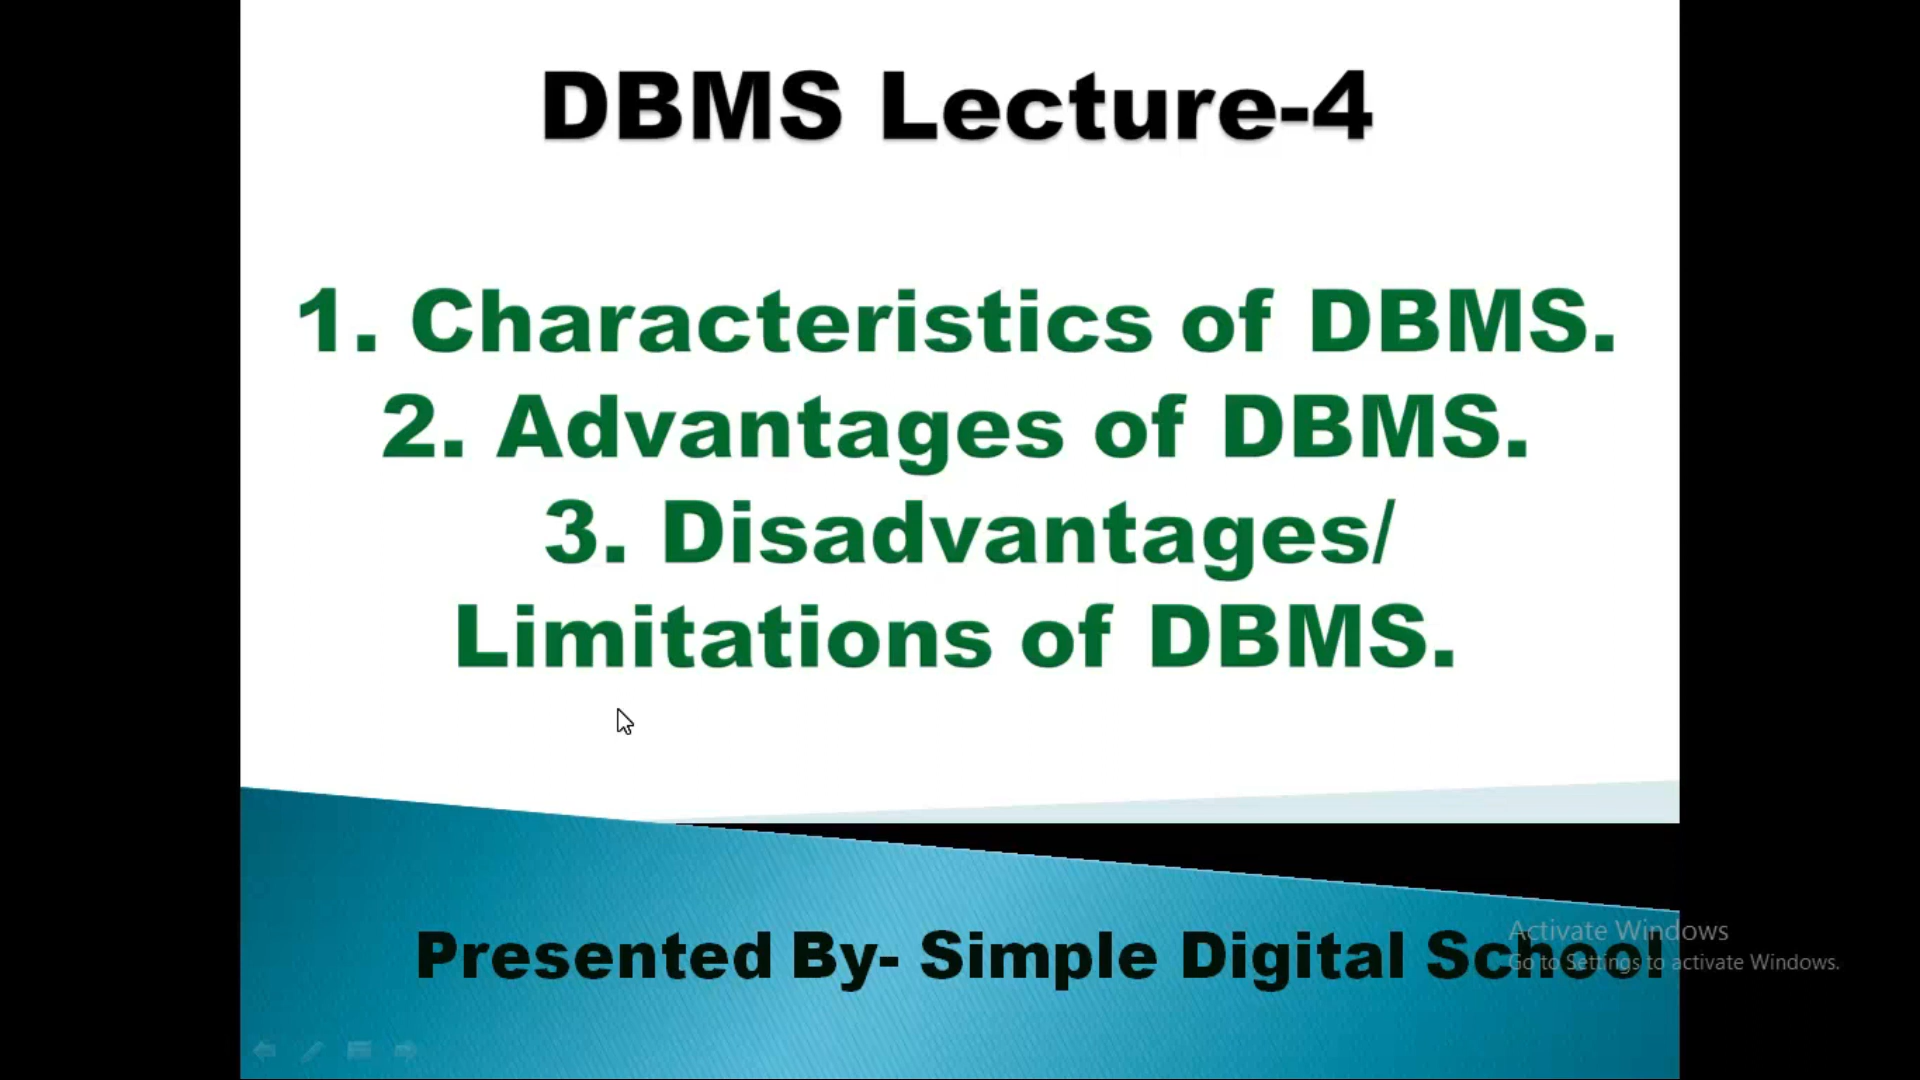 DBMS Lecture-4
1. Characteristics of DBMS.
2. Advantages of DBMS.
3. Disadvantages/
Limitations of DBMS.
Presented By- Simple Digital School
Activate Windows
Go to Settings to activate Windows.